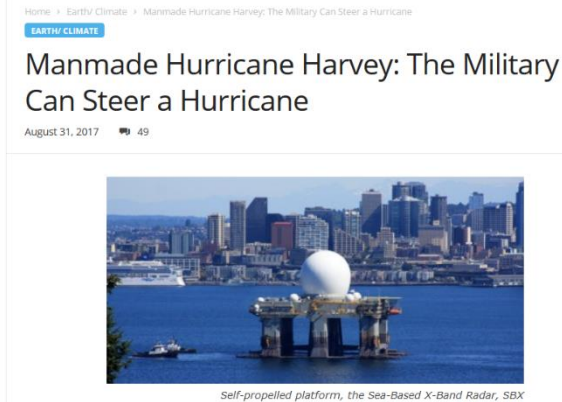 Home > Earth/ Climate > Manmade Hurricane Harvey: The Military Can Steer a Hurricane
EARTH/ CLIMATE
Manmade Hurricane Harvey: The Military
Can Steer a Hurricane
August 31, 2017 49
Self-propelled platform, the Sea-Based X-Band Radar, SBX